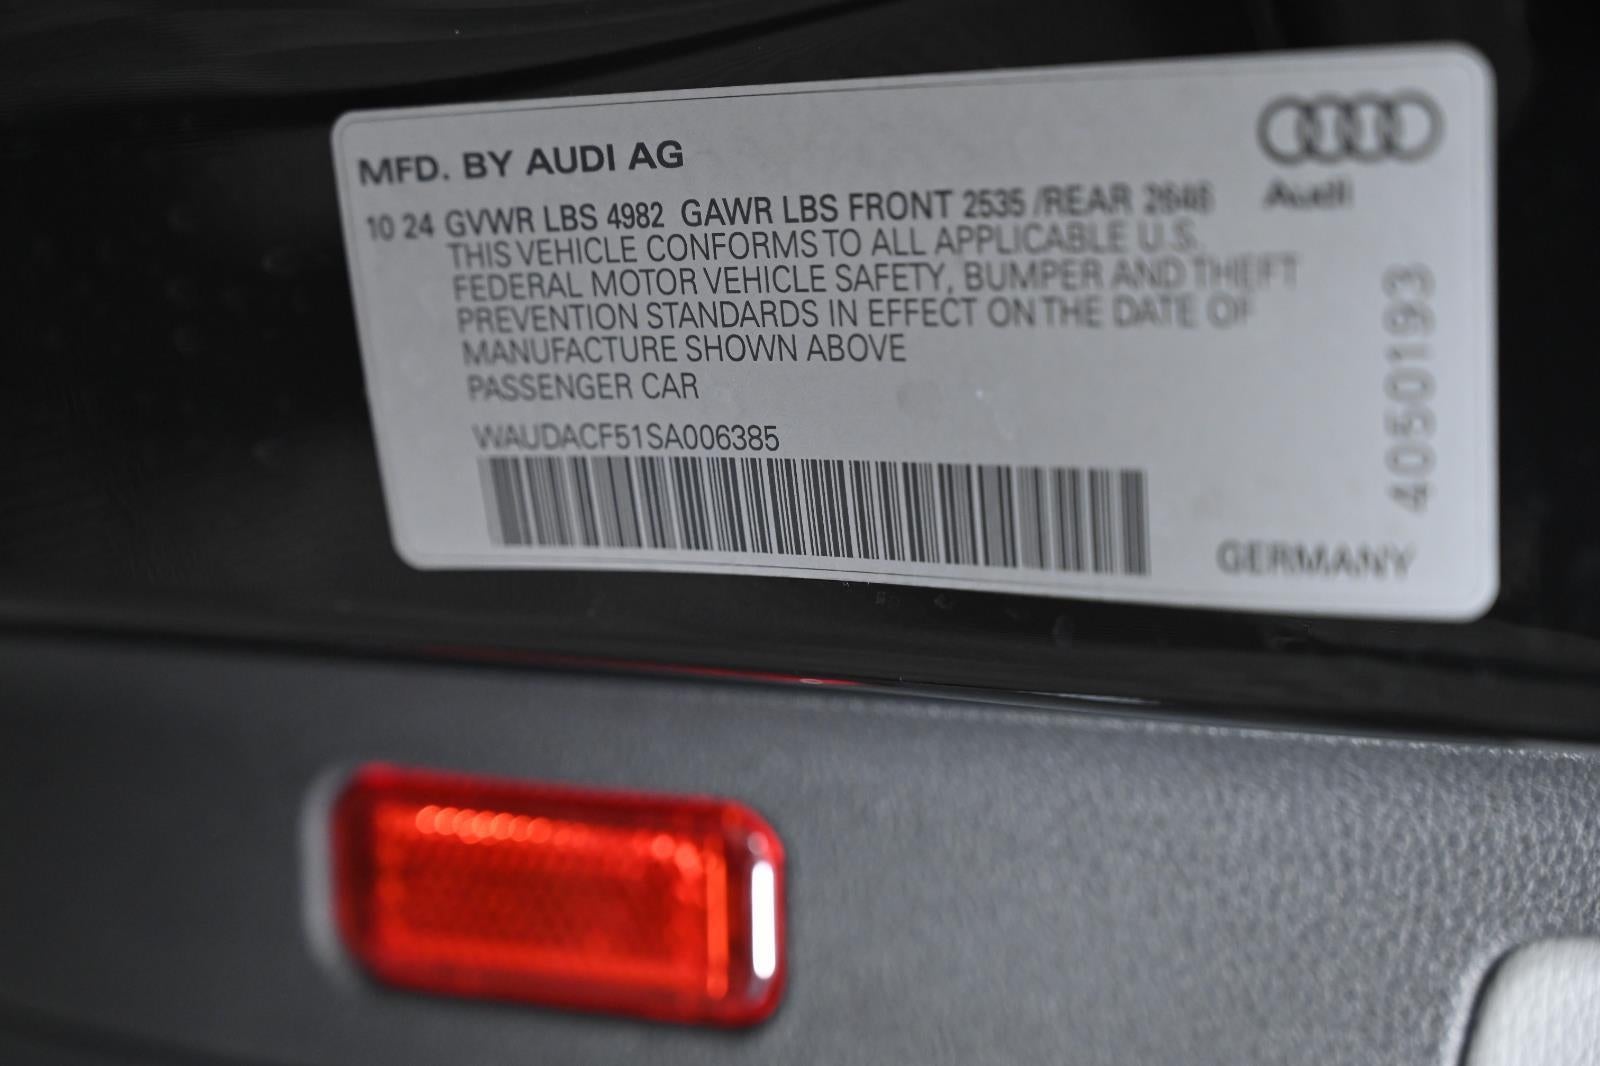 MFD. BY AUDI AG
Audi
10 24 GVWR LBS 4982 GAWR LBS FRONT 2535 /REAR 2646
THIS VEHICLE CONFORMS TO ALL APPLICABLE U.S.
FEDERAL MOTOR VEHICLE SAFETY, BUMPER AND THEFT
PREVENTION STANDARDS IN EFFECT ON THE DATE OF
MANUFACTURE SHOWN ABOVE
PASSENGER CAR
WAUDACF51SA006385
4050193
GERMANY